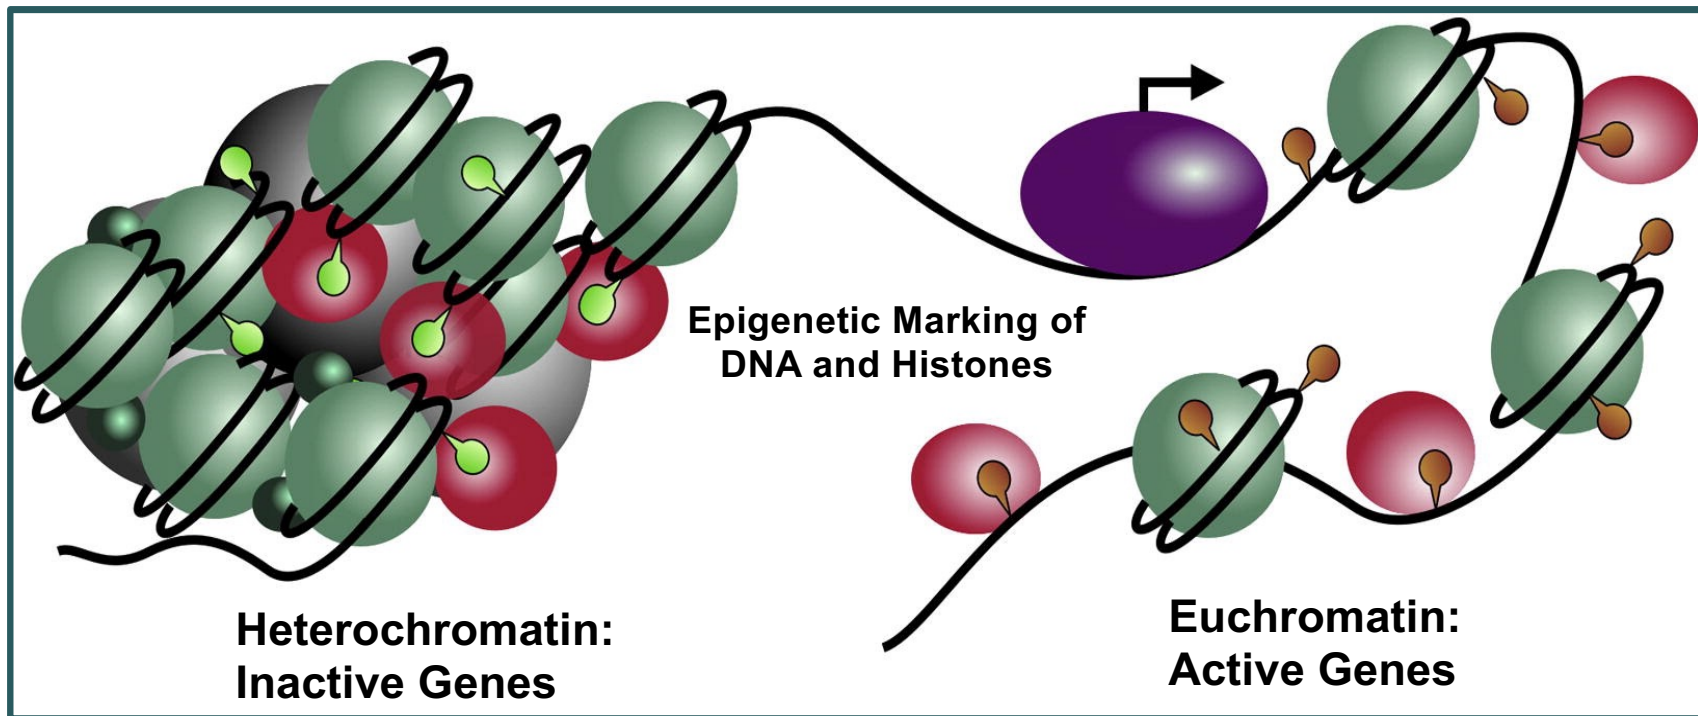 Epigenetic Marking of
DNA and Histones
Heterochromatin:
Inactive Genes
Euchromatin:
Active Genes